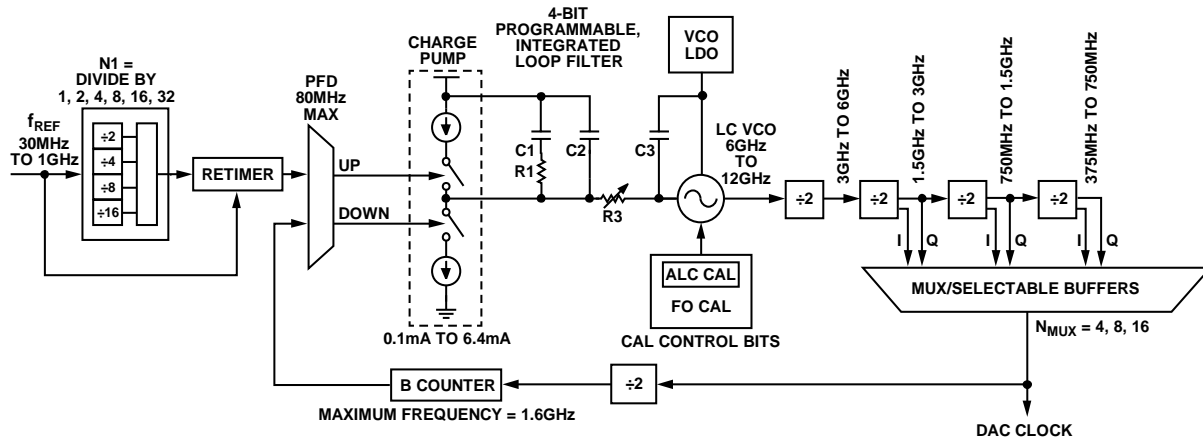 4-BIT
PROGRAMMABLE,
INTEGRATED
LOOP FILTER
VCO
LDO
CHARGE
PUMP
N1 =
DIVIDE BY
1, 2, 4, 8, 16, 32
PFD
80MHz
MAX
fREF
30MHz
TO 1GHz
÷2
÷4
÷8
÷16
RETIMER
UP
DOWN
C1
R1
C2
C3
R3
LC VCO
6GHz
TO
12GHz
÷2
3GHz TO 6GHz
÷2
1.5GHz TO 3GHz
÷2
750MHz TO 1.5GHz
÷2
375MHz TO 750MHz
I
Q
I
Q
I
Q
ALC CAL
FO CAL
CAL CONTROL BITS
MUX/SELECTABLE BUFFERS
NMUX = 4, 8, 16
0.1mA TO 6.4mA
B COUNTER
÷2
MAXIMUM FREQUENCY = 1.6GHz
DAC CLOCK